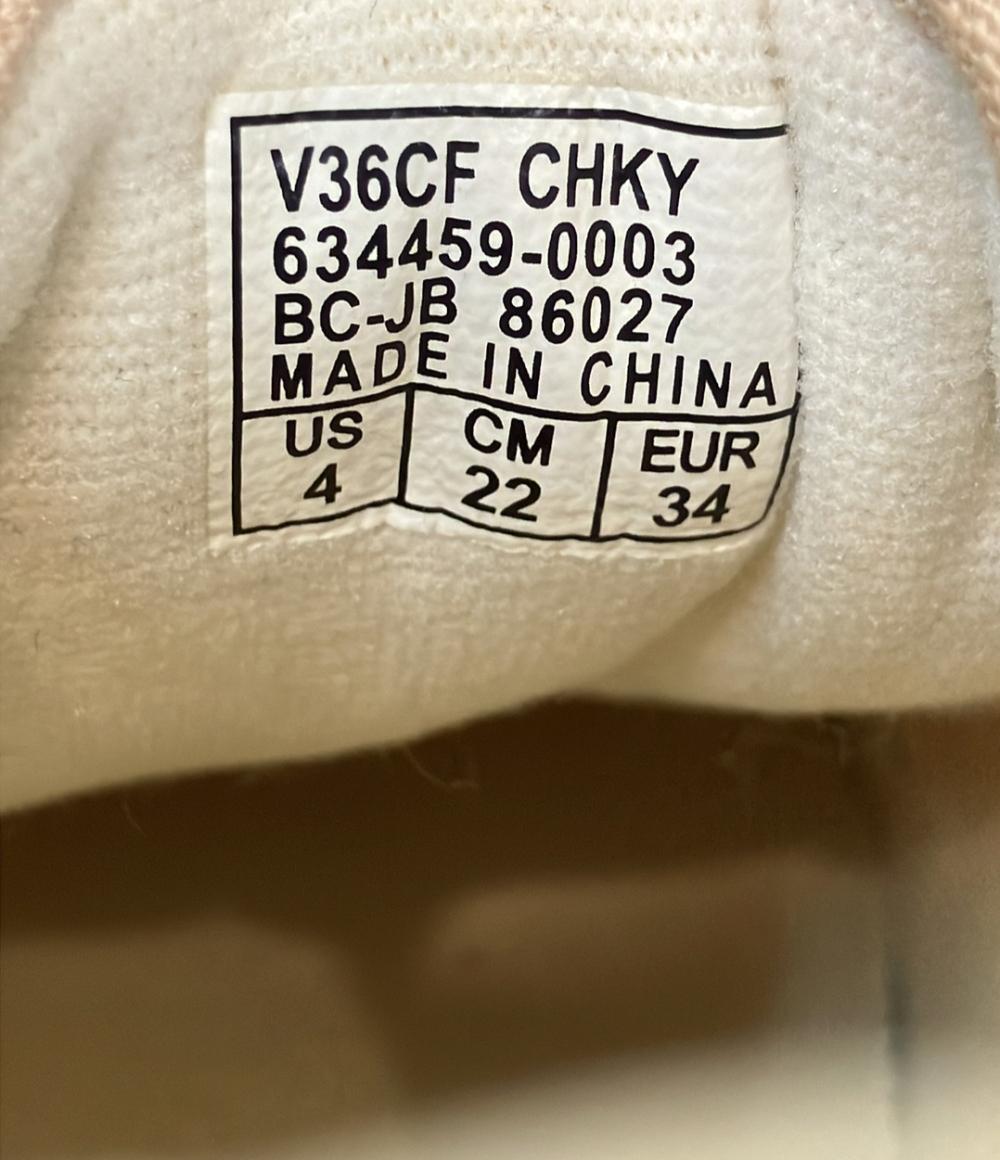 V36CF CHKY
634459-0003
BC-JB 86027
MADE IN CHINA
US CM EUR
4 22 34